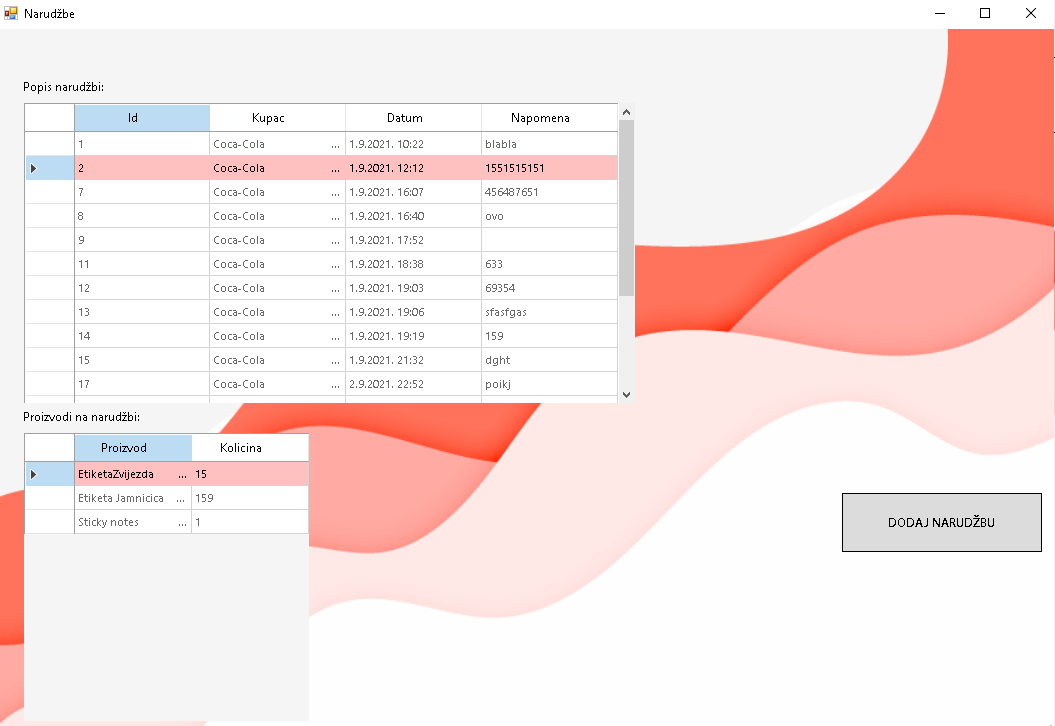 Narudžbe
Popis narudžbi:
Id Kupac Datum Napomena
1 Coca-Cola ... 1.9.2021. 10:22 blabla
2 Coca-Cola ... 1.9.2021. 12:12 1551515151
7 Coca-Cola ... 1.9.2021. 16:07 456487651
8 Coca-Cola ... 1.9.2021. 16:40 ovo
9 Coca-Cola ... 1.9.2021. 17:52
11 Coca-Cola ... 1.9.2021. 18:38 633
12 Coca-Cola ... 1.9.2021. 19:03 69354
13 Coca-Cola ... 1.9.2021. 19:06 sfasfgas
14 Coca-Cola ... 1.9.2021. 19:19 159
15 Coca-Cola ... 1.9.2021. 21:32 dght
17 Coca-Cola ... 2.9.2021. 22:52 poikj
Proizvodi na narudžbi:
Proizvod Kolicina
EtiketaZvijezda ... 15
Etiketa Jamnicica ... 159
Sticky notes ... 1
DODAJ NARUDŽBU